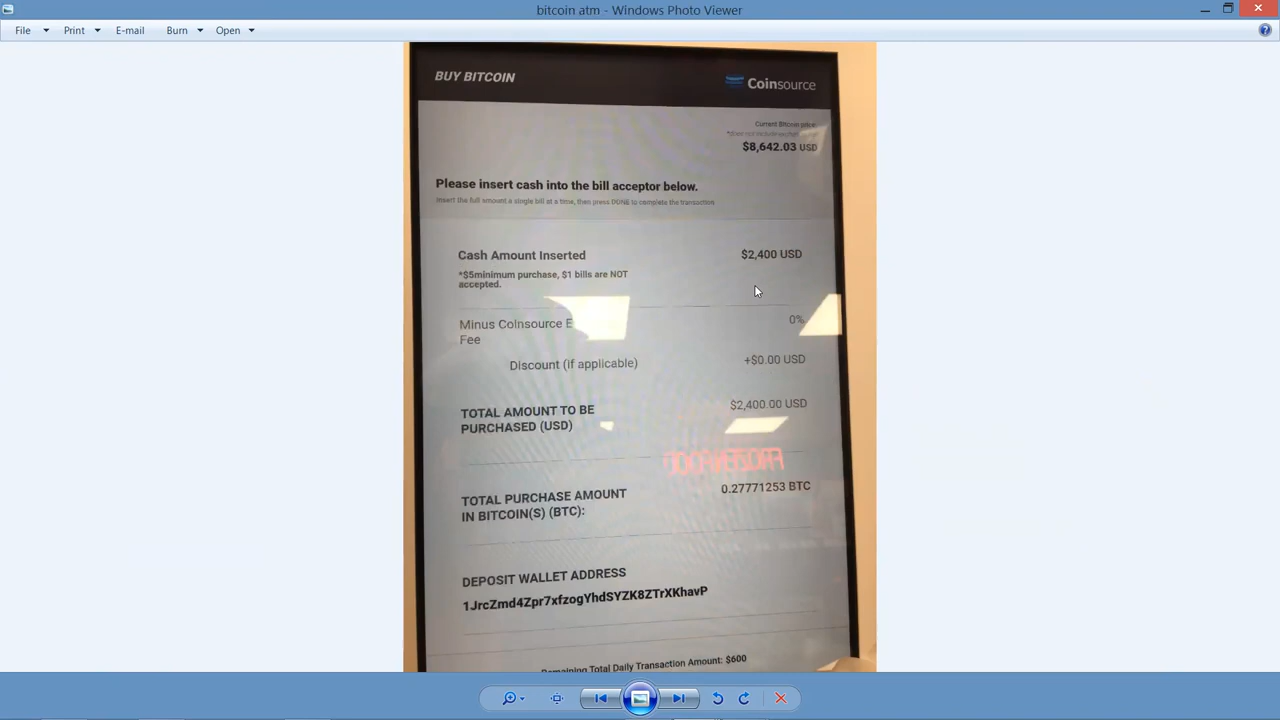 bitcoin atm - Windows Photo Viewer
File Print E-mail Burn Open
BUY BITCOIN
Coinsource
Current Bitcoin price:
*does not include
$8,642.03 USD
Please insert cash into the bill acceptor below.
Insert the full amount a single bill at a time, then press DONE to complete the transaction
Cash Amount Inserted
$2,400 USD
*$5minimum purchase, $1 bills are NOT
accepted.
Minus Coinsource E
Fee
0%
Discount (if applicable)
+$0.00 USD
TOTAL AMOUNT TO BE
PURCHASED (USD)
$2,400.00 USD
TOTAL PURCHASE AMOUNT
IN BITCOIN(S) (BTC):
0.27771253 BTC
DEPOSIT WALLET ADDRESS
1JrcZmd4Zpr7xfzogYhdSYZK8ZTrXKhavP
Remaining Total Daily Transaction Amount: $600